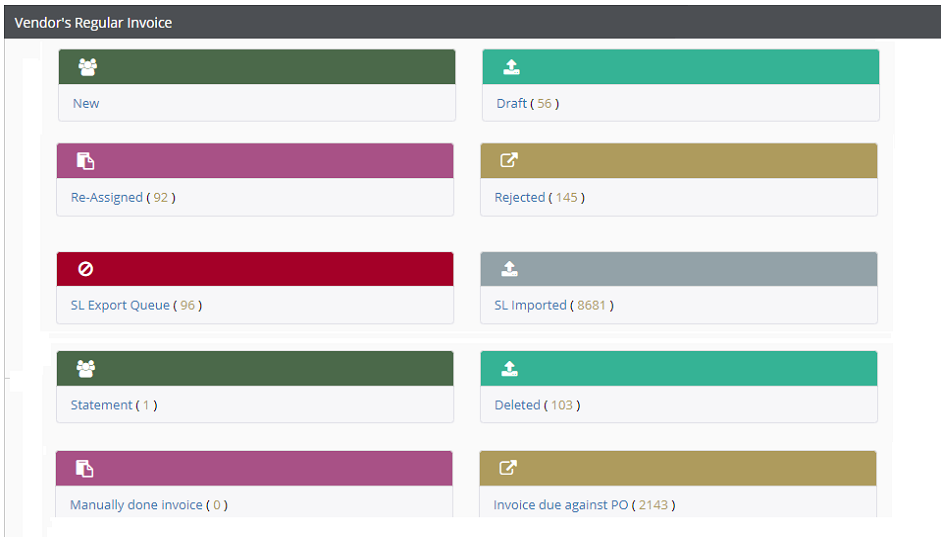 Vendor's Regular Invoice
New
Draft ( 56 )
Re-Assigned ( 92 )
Rejected ( 145 )
SL Export Queue ( 96 )
SL Imported ( 8681 )
Statement ( 1 )
Deleted ( 103 )
Manually done invoice ( 0 )
Invoice due against PO ( 2143 )